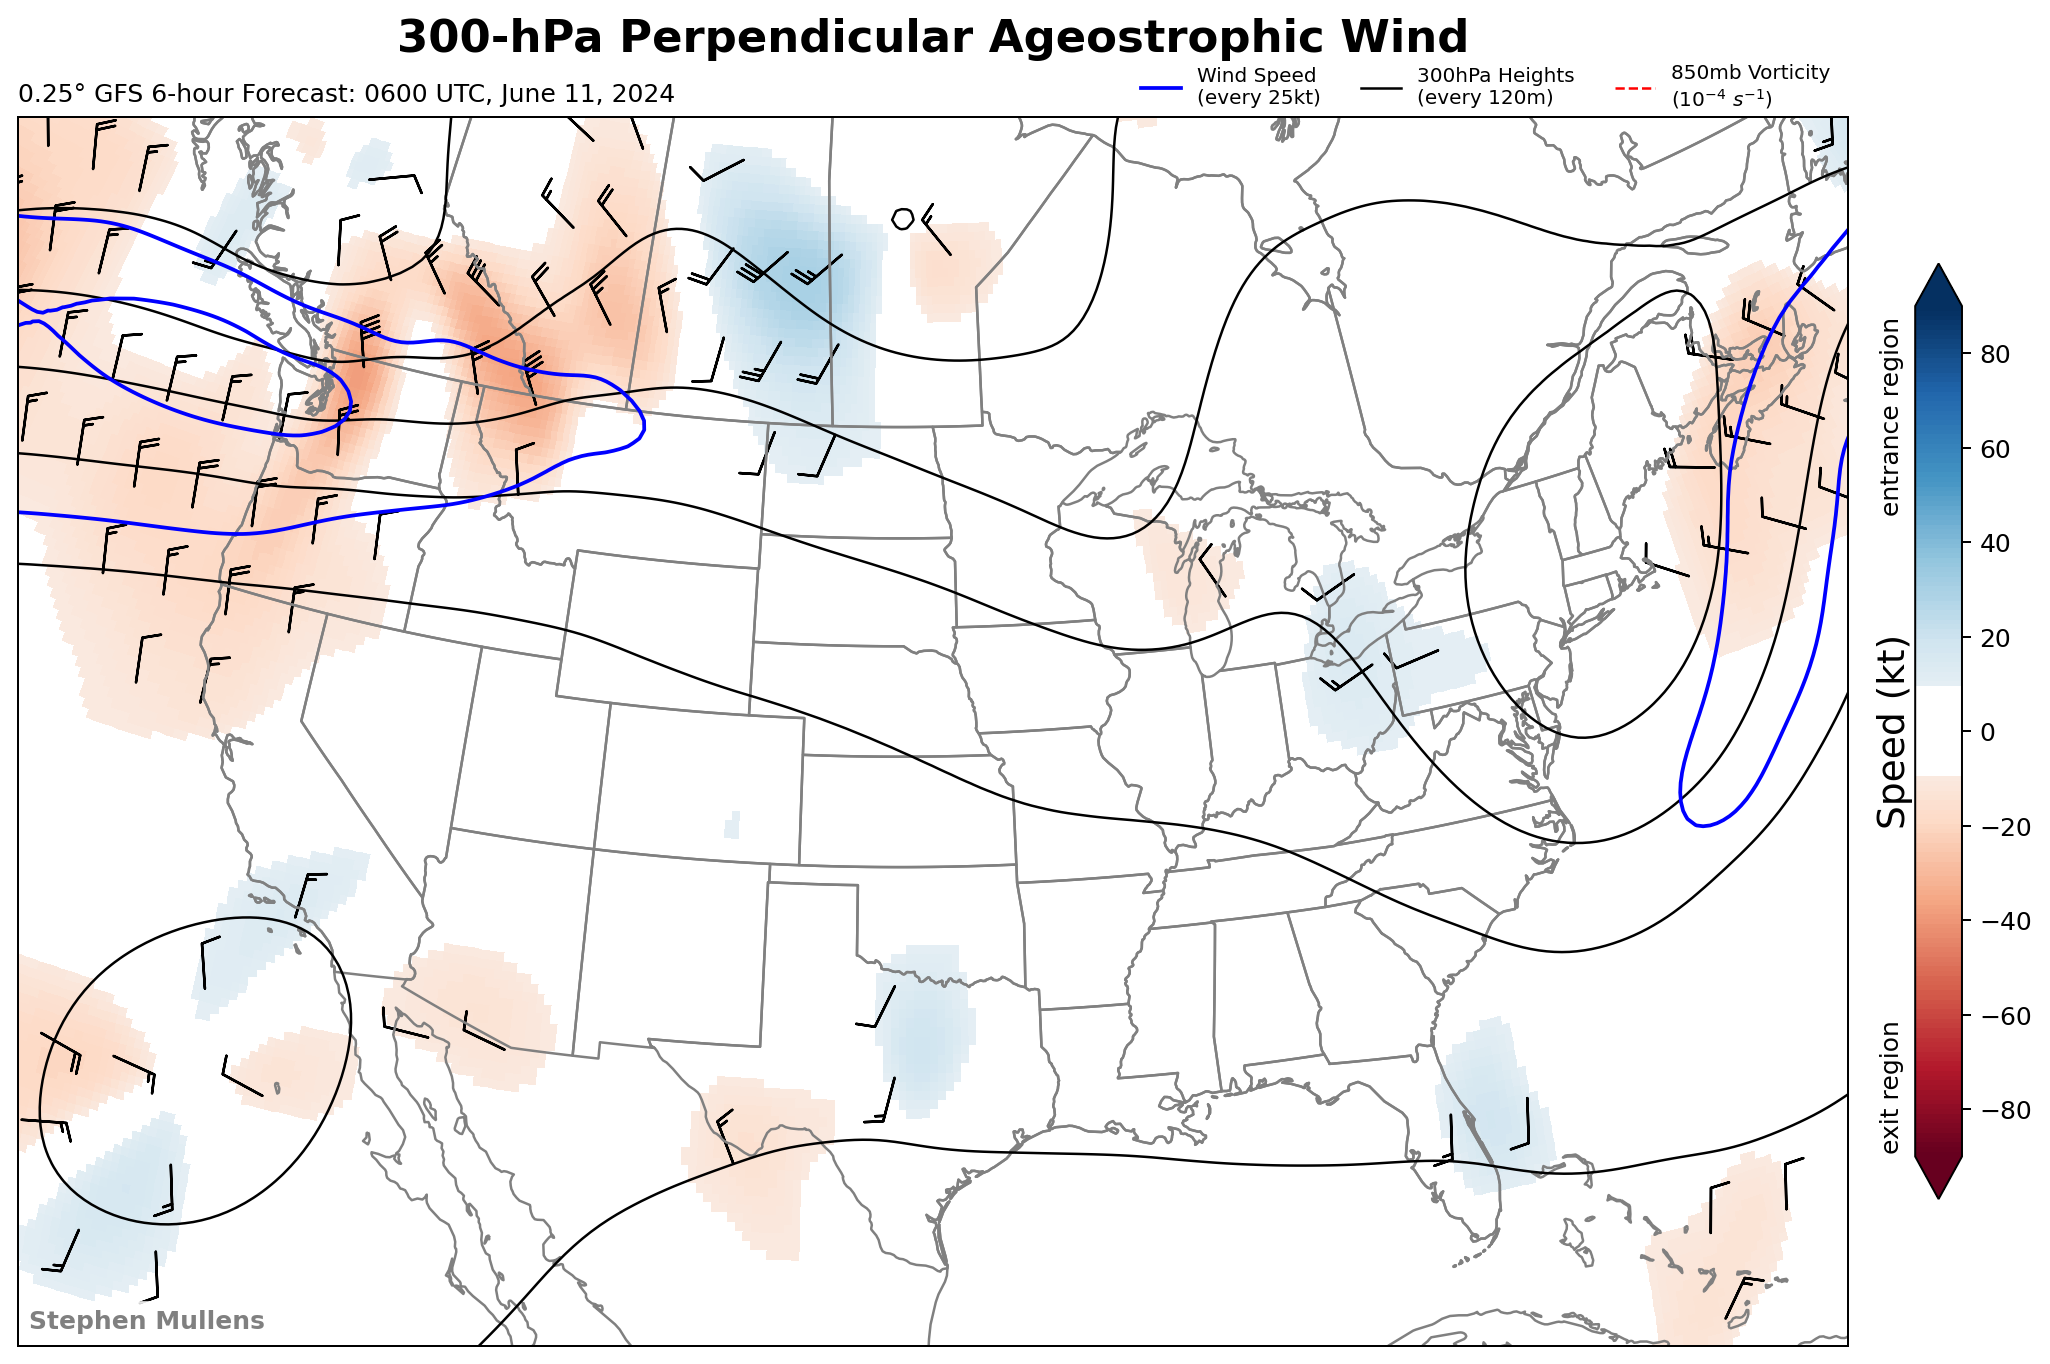 300-hPa Perpendicular Ageostrophic Wind
0.25° GFS 6-hour Forecast: 0600 UTC, June 11, 2024
Wind Speed
(every 25kt)
300hPa Heights
(every 120m)
850mb Vorticity
(10⁻⁴ s⁻¹)
entrance region
Speed (kt)
exit region
80
60
40
20
0
−20
−40
−60
−80
Stephen Mullens